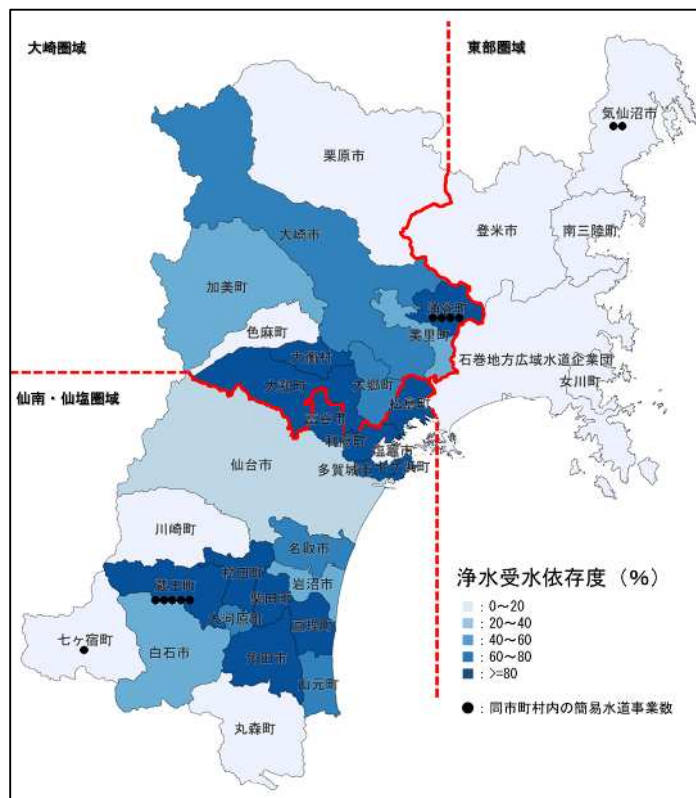 大崎圏域
東部圏域
気仙沼市
栗原市
登米市
南三陸町
大崎市
加美町
涌谷町
色麻町
美里町
大衡村
石巻地方広域水道企業団
女川町
大和町
大郷町
松島町
仙南・仙塩圏域
富谷市
利府町
塩竈市
仙台市
多賀城市
七ヶ浜町
川崎町
名取市
村田町
岩沼市
蔵王町
柴田町
大河原町
亘理町
七ヶ宿町
白石市
角田市
山元町
丸森町
浄水受水依存度（%）
：0～20
：20～40
：40～60
：60～80
：>=80
●：同市町村内の簡易水道事業数